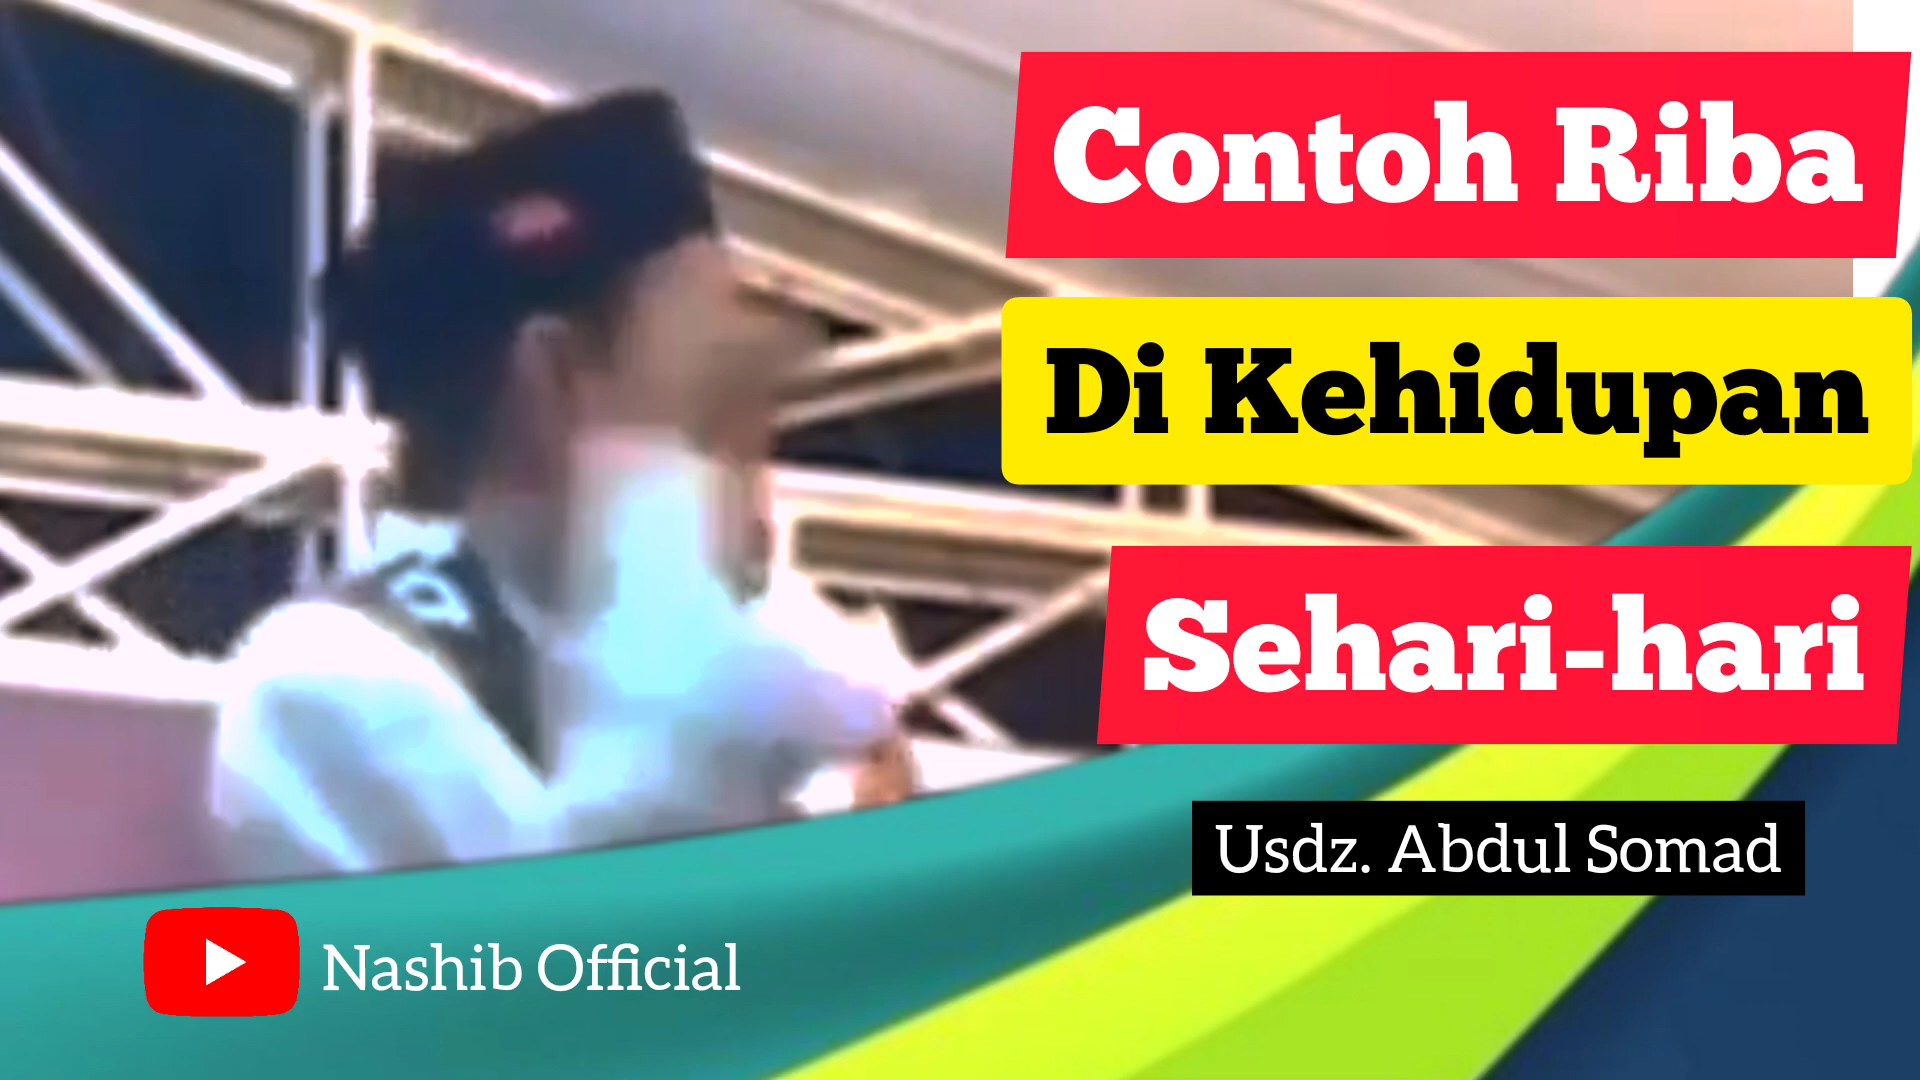 Contoh Riba
Di Kehidupan
Sehari-hari
Usdz. Abdul Somad
Nashib Official